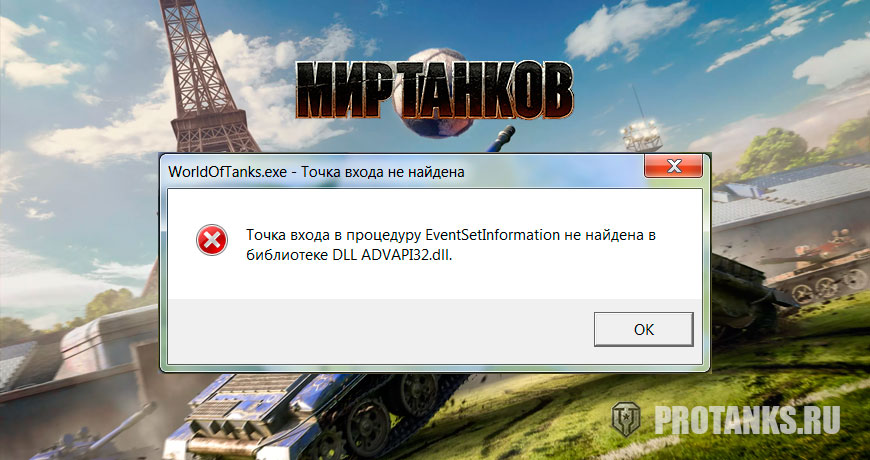 МИР ТАНКОВ
WorldOfTanks.exe - Точка входа не найдена
Точка входа в процедуру EventSetInformation не найдена в
библиотеке DLL ADVAPI32.dll.
OK
PROTANKS.RU